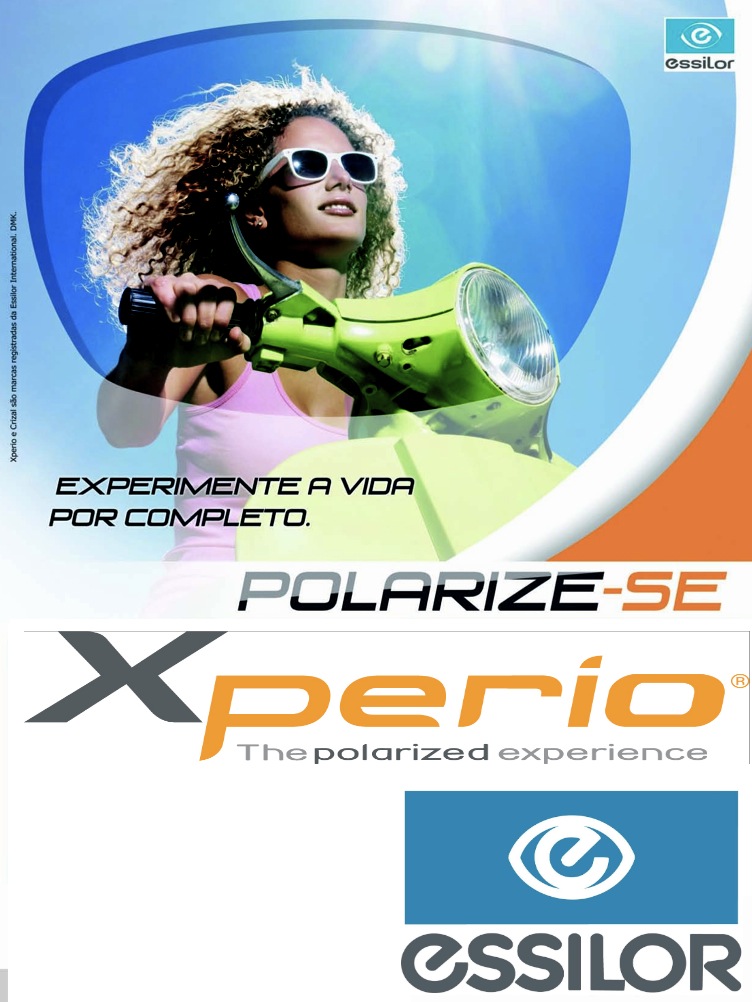 essilor
Xperio e Crizal são marcas registradas da Essilor International. DMK.
EXPERIMENTE A VIDA
POR COMPLETO.
POLARIZE-SE
Xperio®
The polarized experience
essilor